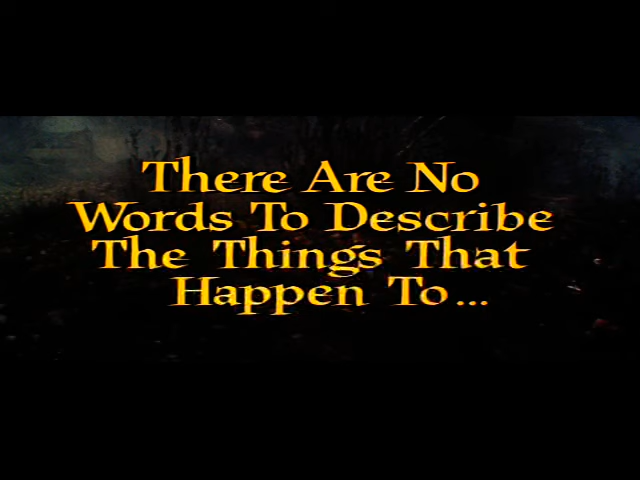 There Are No
Words To Describe
The Things That
Happen To...